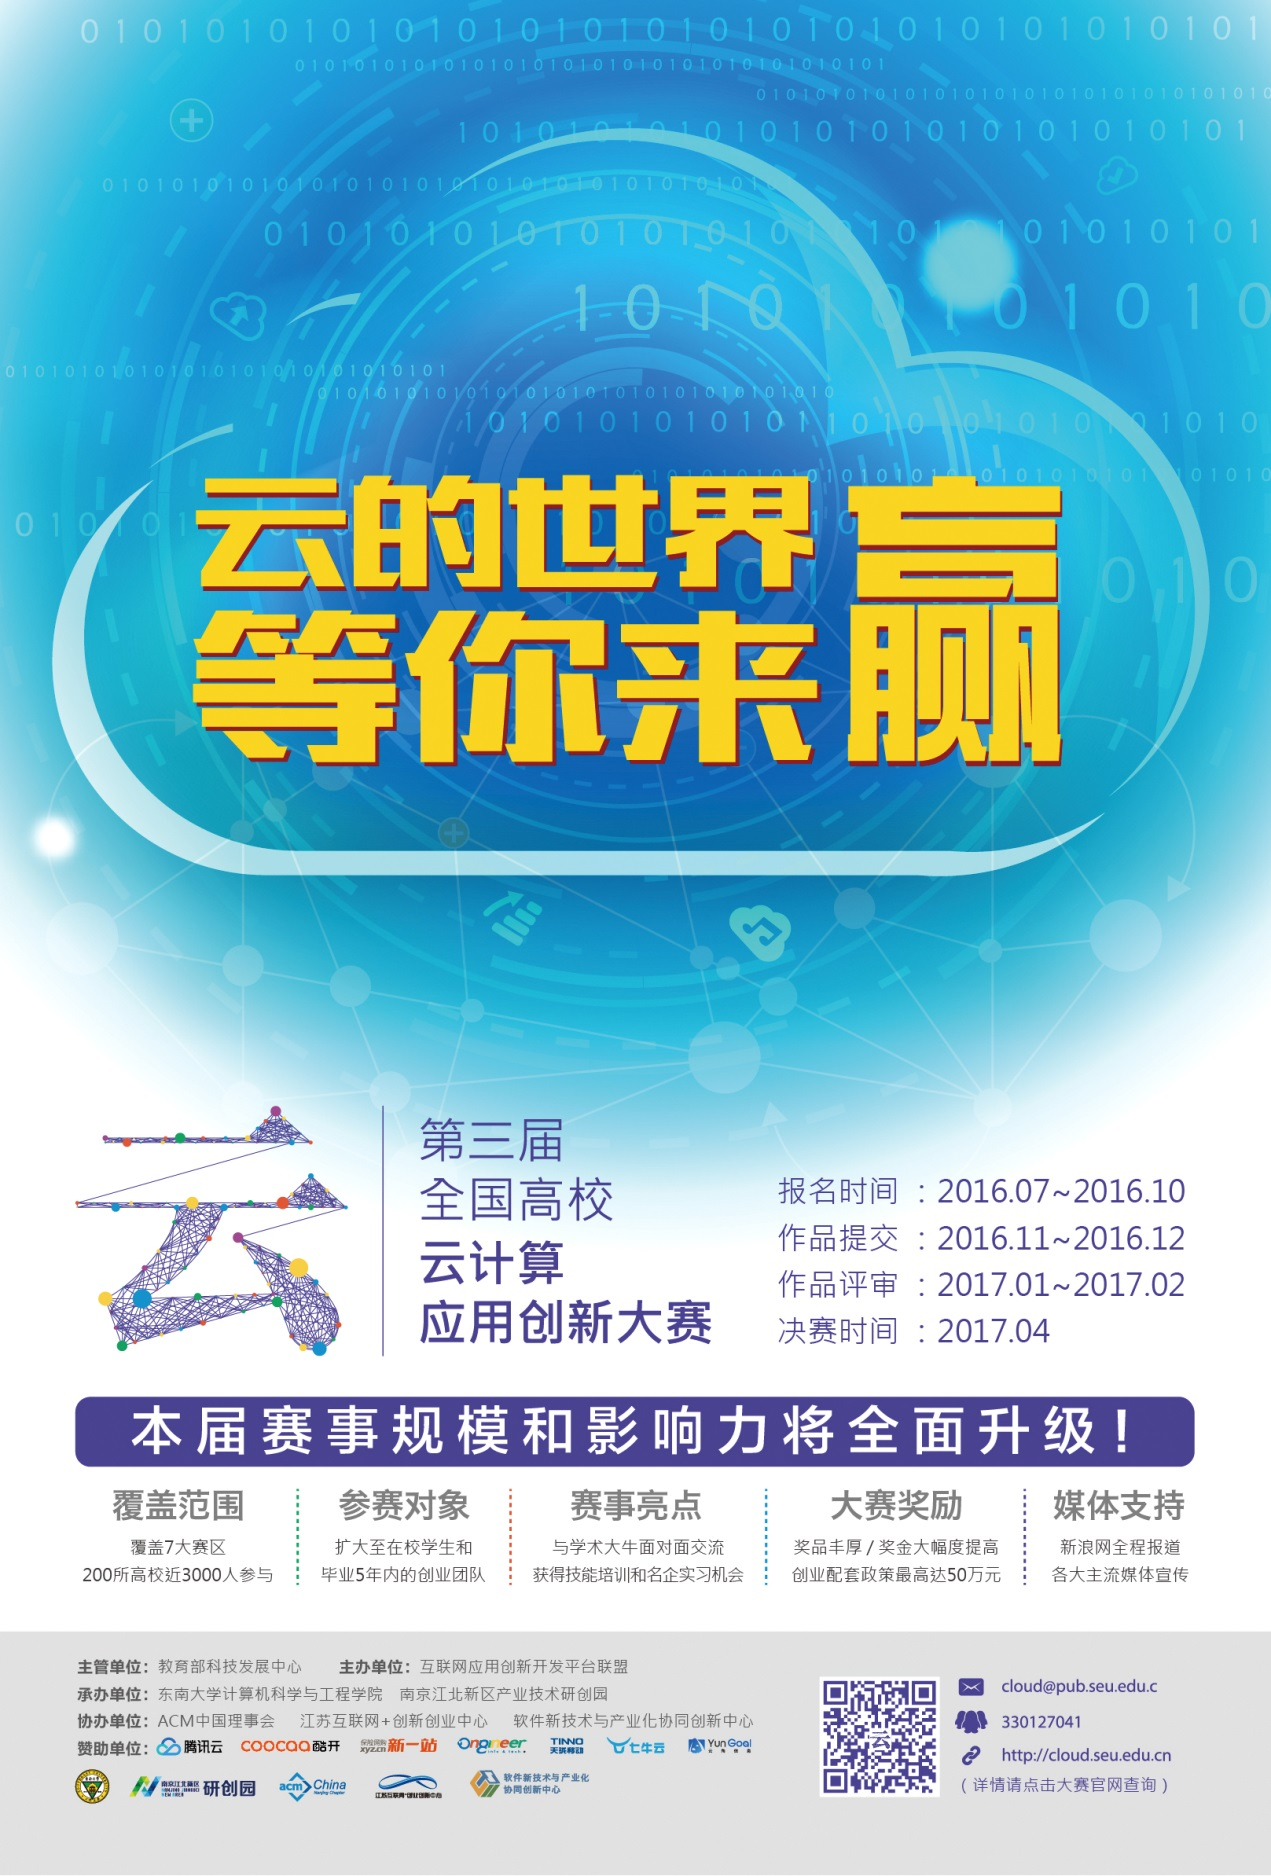 云的世界
等你来赢
第三届
全国高校
云计算
应用创新大赛
报名时间 ：2016.07~2016.10
作品提交 ：2016.11~2016.12
作品评审 ：2017.01~2017.02
决赛时间 ：2017.04
本届赛事规模和影响力将全面升级！
覆盖范围
覆盖7大赛区
200所高校近3000人参与
参赛对象
扩大至在校学生和
毕业5年内的创业团队
赛事亮点
与学术大牛面对面交流
获得技能培训和名企实习机会
大赛奖励
奖品丰厚 / 奖金大幅度提高
创业配套政策最高达50万元
媒体支持
新浪网全程报道
各大主流媒体宣传
主管单位：教育部科技发展中心 主办单位：互联网应用创新开发平台联盟
承办单位：东南大学计算机科学与工程学院 南京江北新区产业技术研创园
协办单位：ACM中国理事会 江苏互联网+创新创业中心 软件新技术与产业化协同创新中心
赞助单位：腾讯云 coocaa酷开 xyz.cn 新一站 Ongineer TINNO 天珑移动 七牛云 YunGoal
南京江北新区 研创园 acm China 软件新技术与产业化
协同创新中心
cloud@pub.seu.edu.c
330127041
http://cloud.seu.edu.cn
（详情请点击大赛官网查询）